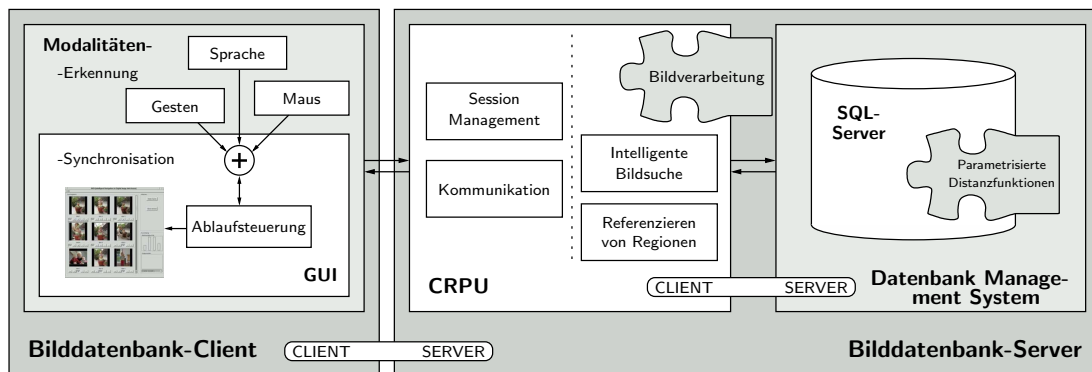 Modalitäten-
-Erkennung
Sprache
Gesten
Maus
-Synchronisation
+
Ablaufsteuerung
GUI
Bilddatenbank-Client
CLIENT SERVER
Session
Management
Kommunikation
CRPU
Bildverarbeitung
Intelligente
Bildsuche
Referenzieren
von Regionen
CLIENT SERVER
SQL-
Server
Parametrisierte
Distanzfunktionen
Datenbank Manage-
ment System
Bilddatenbank-Server